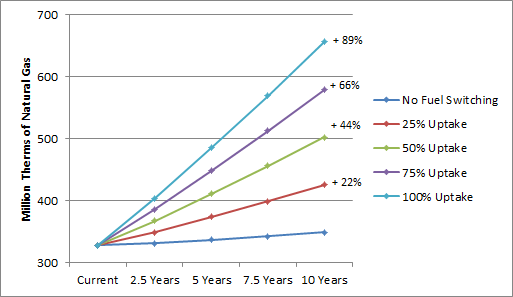 Million Therms of Natural Gas
700
600
500
400
300
Current
2.5 Years
5 Years
7.5 Years
10 Years
+ 89%
+ 66%
+ 44%
+ 22%
No Fuel Switching
25% Uptake
50% Uptake
75% Uptake
100% Uptake